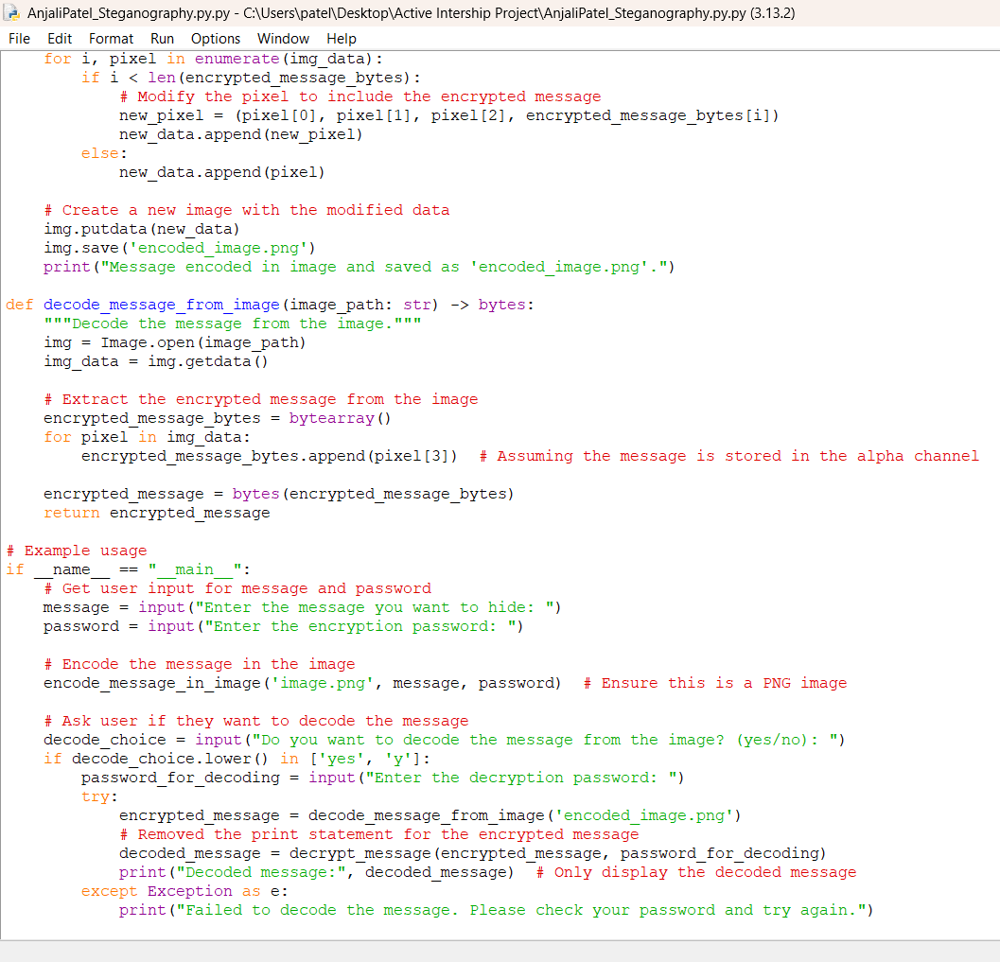 AnjaliPatel_Steganography.py.py - C:\Users\patel\Desktop\Active Intership Project\AnjaliPatel_Steganography.py.py (3.13.2)
File Edit Format Run Options Window Help
    for i, pixel in enumerate(img_data):
        if i < len(encrypted_message_bytes):
            # Modify the pixel to include the encrypted message
            new_pixel = (pixel[0], pixel[1], pixel[2], encrypted_message_bytes[i])
            new_data.append(new_pixel)
        else:
            new_data.append(pixel)

    # Create a new image with the modified data
    img.putdata(new_data)
    img.save('encoded_image.png')
    print("Message encoded in image and saved as 'encoded_image.png'.")

def decode_message_from_image(image_path: str) -> bytes:
    """Decode the message from the image."""
    img = Image.open(image_path)
    img_data = img.getdata()

    # Extract the encrypted message from the image
    encrypted_message_bytes = bytearray()
    for pixel in img_data:
        encrypted_message_bytes.append(pixel[3])  # Assuming the message is stored in the alpha channel

    encrypted_message = bytes(encrypted_message_bytes)
    return encrypted_message

# Example usage
if __name__ == "__main__":
    # Get user input for message and password
    message = input("Enter the message you want to hide: ")
    password = input("Enter the encryption password: ")

    # Encode the message in the image
    encode_message_in_image('image.png', message, password)  # Ensure this is a PNG image

    # Ask user if they want to decode the message
    decode_choice = input("Do you want to decode the message from the image? (yes/no): ")
    if decode_choice.lower() in ['yes', 'y']:
        password_for_decoding = input("Enter the decryption password: ")
        try:
            encrypted_message = decode_message_from_image('encoded_image.png')
            # Removed the print statement for the encrypted message
            decoded_message = decrypt_message(encrypted_message, password_for_decoding)
            print("Decoded message:", decoded_message)  # Only display the decoded message
        except Exception as e:
            print("Failed to decode the message. Please check your password and try again.")